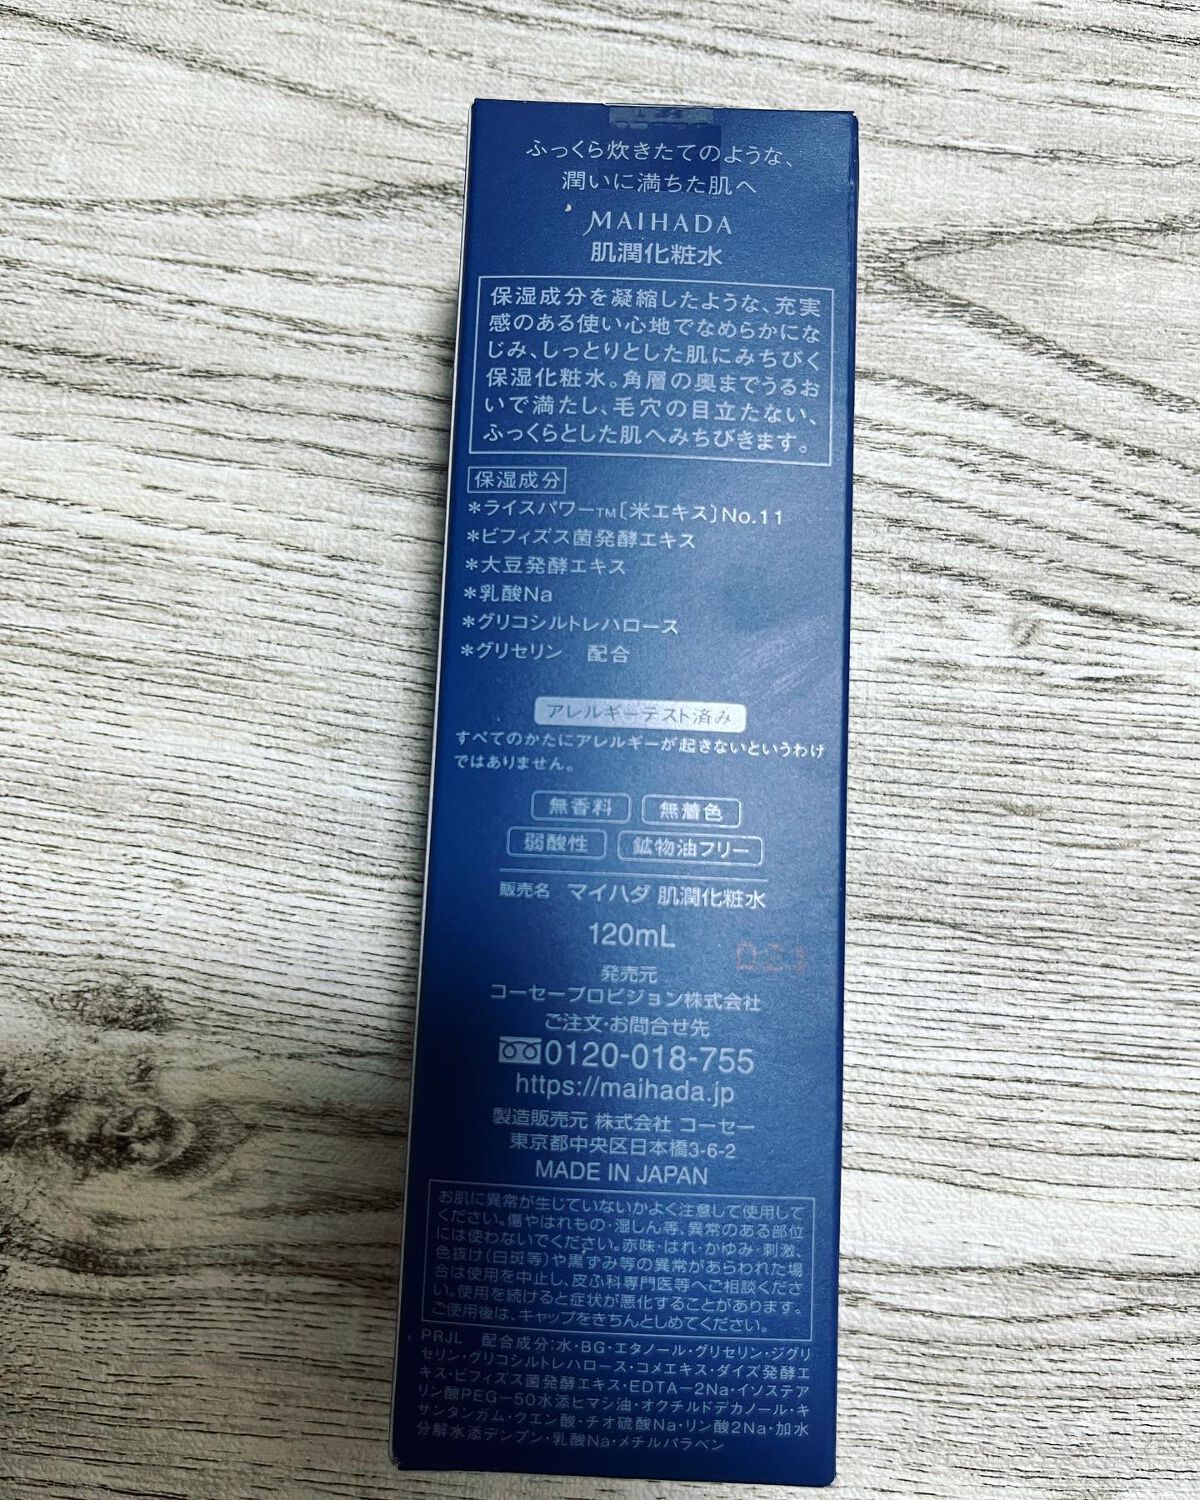 ふっくら炊きたてのような、
潤いに満ちた肌へ
MAIHADA
肌潤化粧水
保湿成分を凝縮したような、充実
感のある使い心地でなめらかにな
じみ、しっとりとした肌にみちびく
保湿化粧水。角層の奥までうるお
いで満たし、毛穴の目立たない、
ふっくらとした肌へみちびきます。
保湿成分
＊ライスパワー™〔米エキス〕No.11
＊ビフィズス菌発酵エキス
＊大豆発酵エキス
＊乳酸Na
＊グリコシルトレハロース
＊グリセリン 配合
アレルギーテスト済み
すべてのかたにアレルギーが起きないというわけ
ではありません。
無香料 無着色
弱酸性 鉱物油フリー
販売名 マイハダ 肌潤化粧水
120mL
発売元
コーセープロビジョン株式会社
ご注文・お問合せ先
0120-018-755
https://maihada.jp
製造販売元 株式会社 コーセー
東京都中央区日本橋3-6-2
MADE IN JAPAN
お肌に異常が生じていないかよく注意して使用して
ください。傷やはれもの・湿しん等、異常のある部位
には使わないでください。赤味・はれ・かゆみ・刺激、
色抜け(白斑等)や黒ずみ等の異常があらわれた場
合は使用を中止し、皮ふ科専門医等へご相談くださ
い。使用を続けると症状が悪化することがあります。
ご使用後は、キャップをきちんとしめてください。
PRJL 配合成分：水・BG・エタノール・グリセリン・ジグリ
セリン・グリコシルトレハロース・コメエキス・ダイズ発酵エ
キス・ビフィズス菌発酵エキス・EDTA－2Na・イソステア
リン酸PEG－50水添ヒマシ油・オクチルドデカノール・キ
サンタンガム・クエン酸・チオ硫酸Na・リン酸2Na・加水
分解水添デンプン・乳酸Na・メチルパラベン